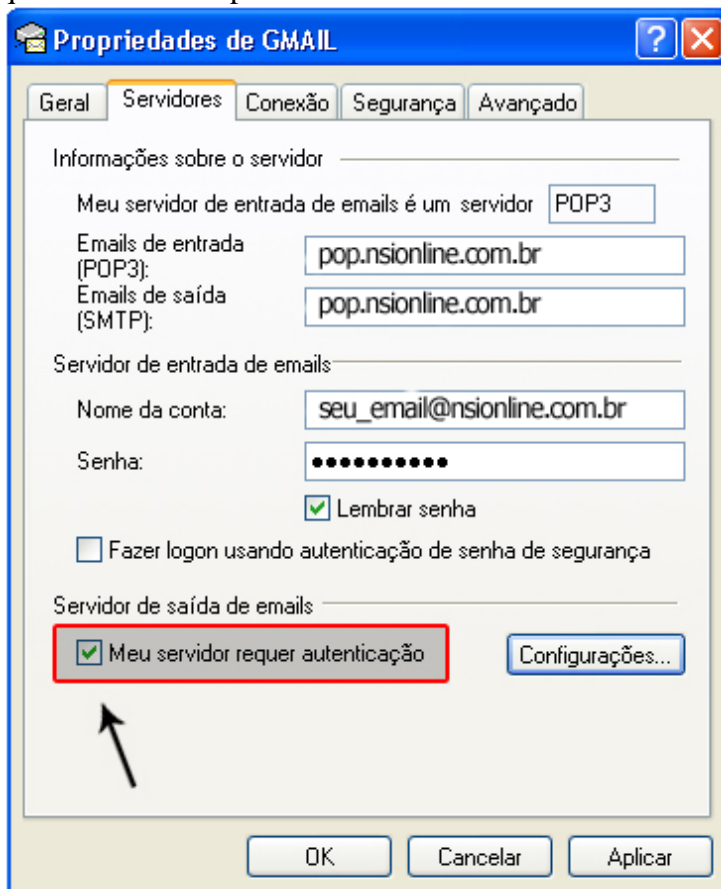 Propriedades de GMAIL
Geral Servidores Conexão Segurança Avançado
Informações sobre o servidor
Meu servidor de entrada de emails é um servidor POP3
Emails de entrada (POP3): pop.nsionline.com.br
Emails de saída (SMTP): pop.nsionline.com.br
Servidor de entrada de emails
Nome da conta: seu_email@nsionline.com.br
Senha: ●●●●●●●●●●
Lembrar senha
Fazer logon usando autenticação de senha de segurança
Servidor de saída de emails
Meu servidor requer autenticação Configurações...
OK Cancelar Aplicar